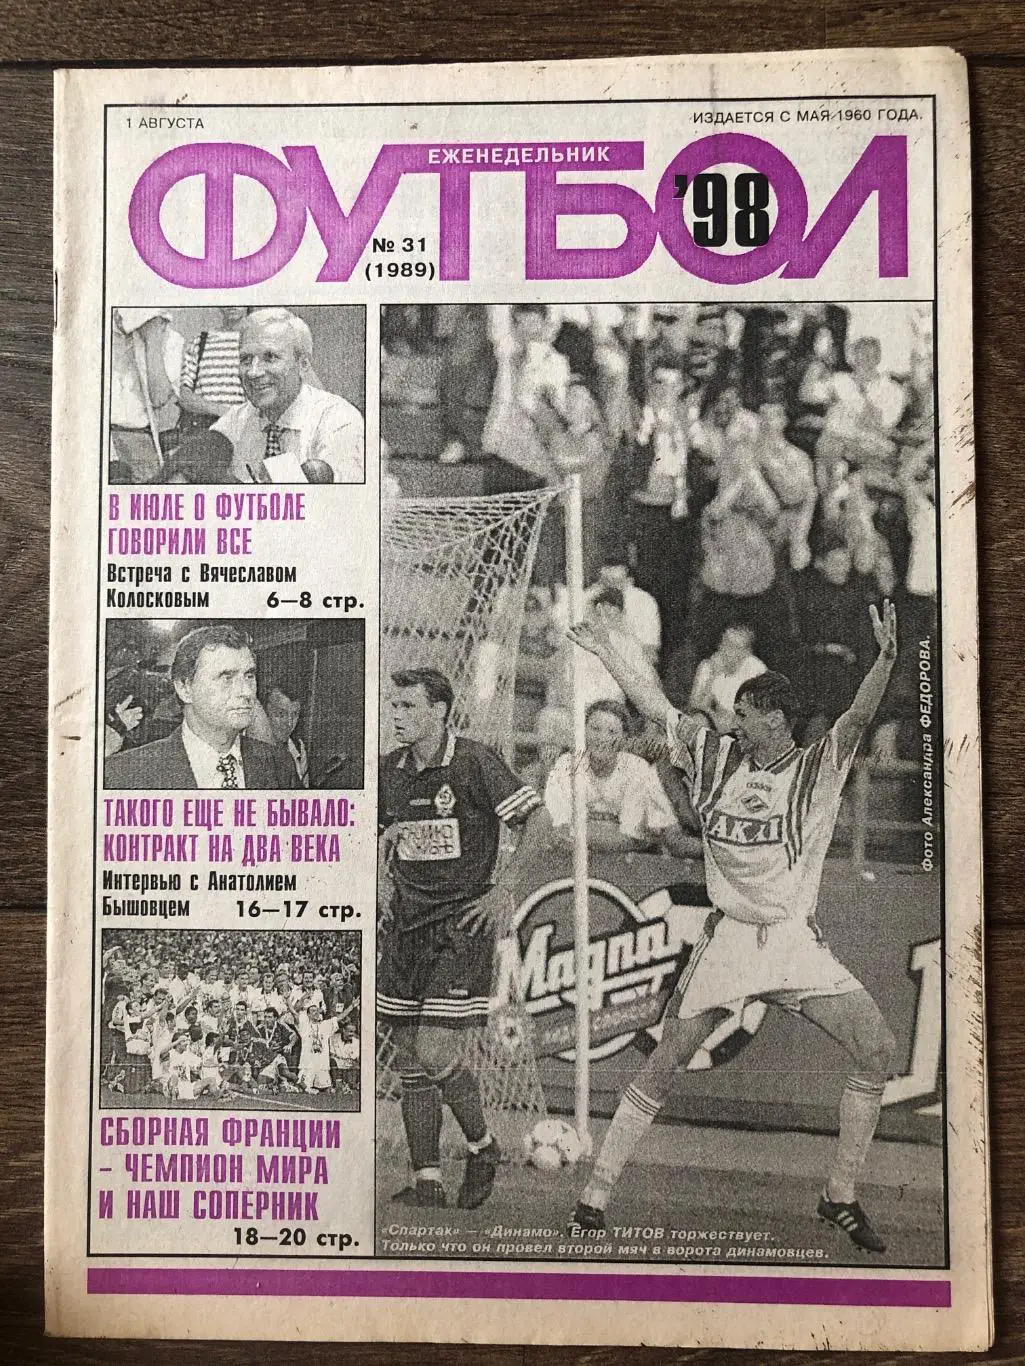 1 АВГУСТА
ИЗДАЕТСЯ С МАЯ 1960 ГОДА.
ЕЖЕНЕДЕЛЬНИК
ФУТБОЛ
'98
№ 31
(1989)
В ИЮЛЕ О ФУТБОЛЕ
ГОВОРИЛИ ВСЕ
Встреча с Вячеславом
Колосковым 6—8 стр.
ТАКОГО ЕЩЕ НЕ БЫВАЛО:
КОНТРАКТ НА ДВА ВЕКА
Интервью с Анатолием
Бышовцем 16—17 стр.
СБОРНАЯ ФРАНЦИИ
- ЧЕМПИОН МИРА
И НАШ СОПЕРНИК
18—20 стр.
Magna
АКАИ
Фото Александра ФЕДОРОВА.
«Спартак» — «Динамо». Егор ТИТОВ торжествует.
Только что он провел второй мяч в ворота динамовцев.